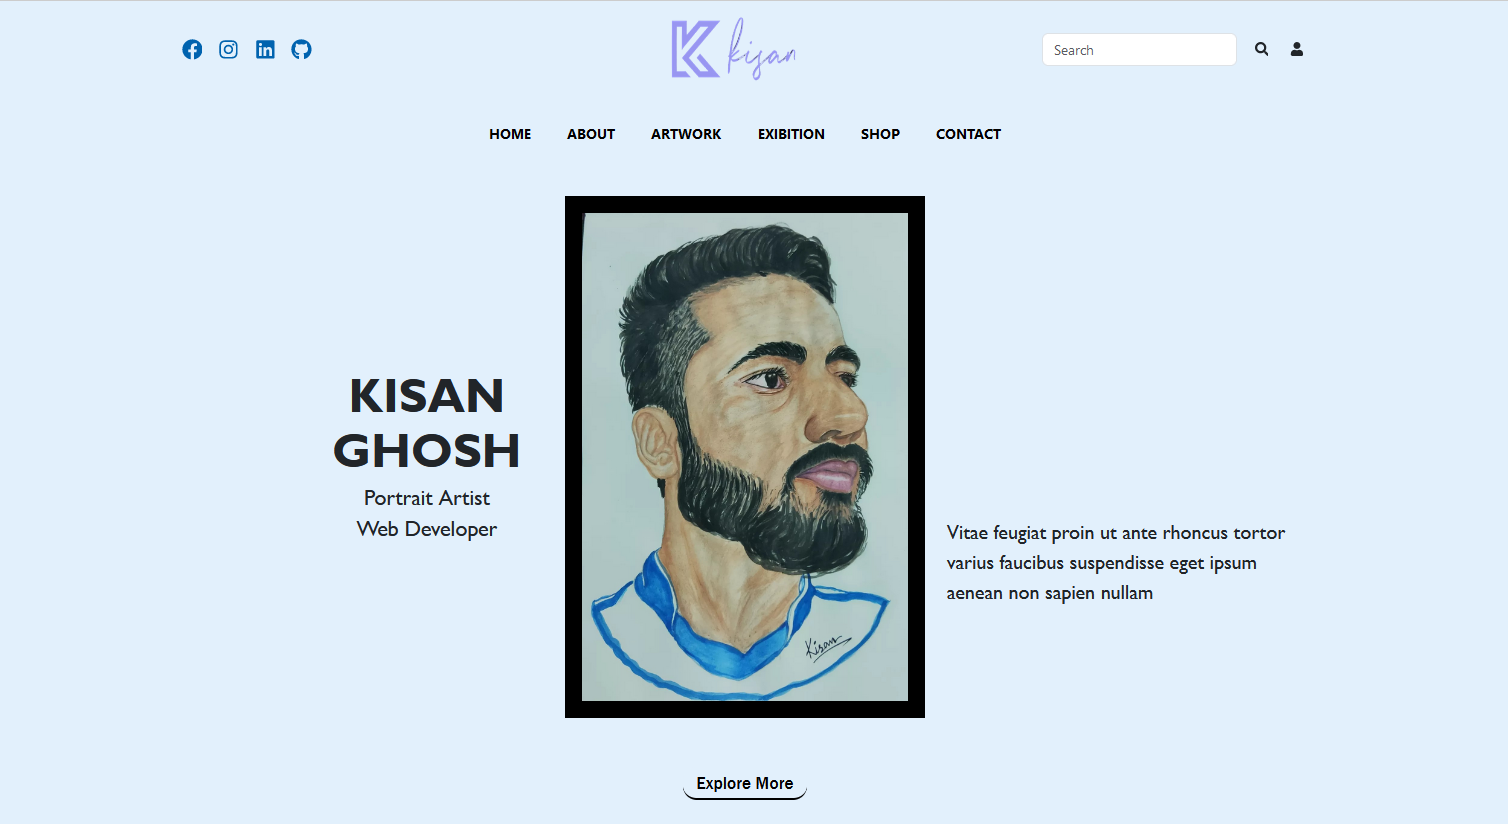 K kisan
Search
HOME ABOUT ARTWORK EXIBITION SHOP CONTACT
KISAN
GHOSH
Portrait Artist
Web Developer
Vitae feugiat proin ut ante rhoncus tortor
varius faucibus suspendisse eget ipsum
aenean non sapien nullam
Kisan
Explore More